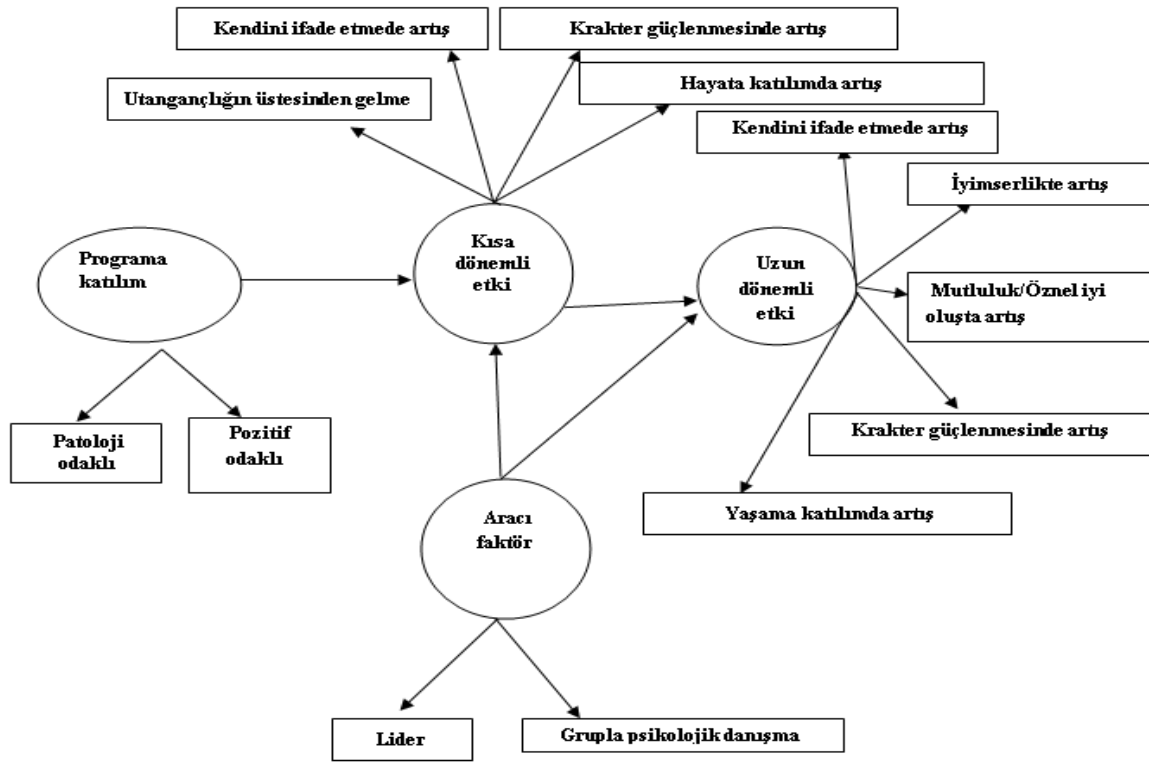 Kendini ifade etmede artış
Krakter güçlenmesinde artış
Utangançlığın üstesinden gelme
Hayata katılımda artış
Kendini ifade etmede artış
İyimserlikte artış
Programa
katılım
Kısa
dönemli
etki
Uzun
dönemli
etki
Mutluluk/Öznel iyi
oluşta artış
Patoloji
odaklı
Pozitif
odaklı
Krakter güçlenmesinde artış
Yaşama katılımda artış
Aracı
faktör
Lider
Grupla psikolojik danışma